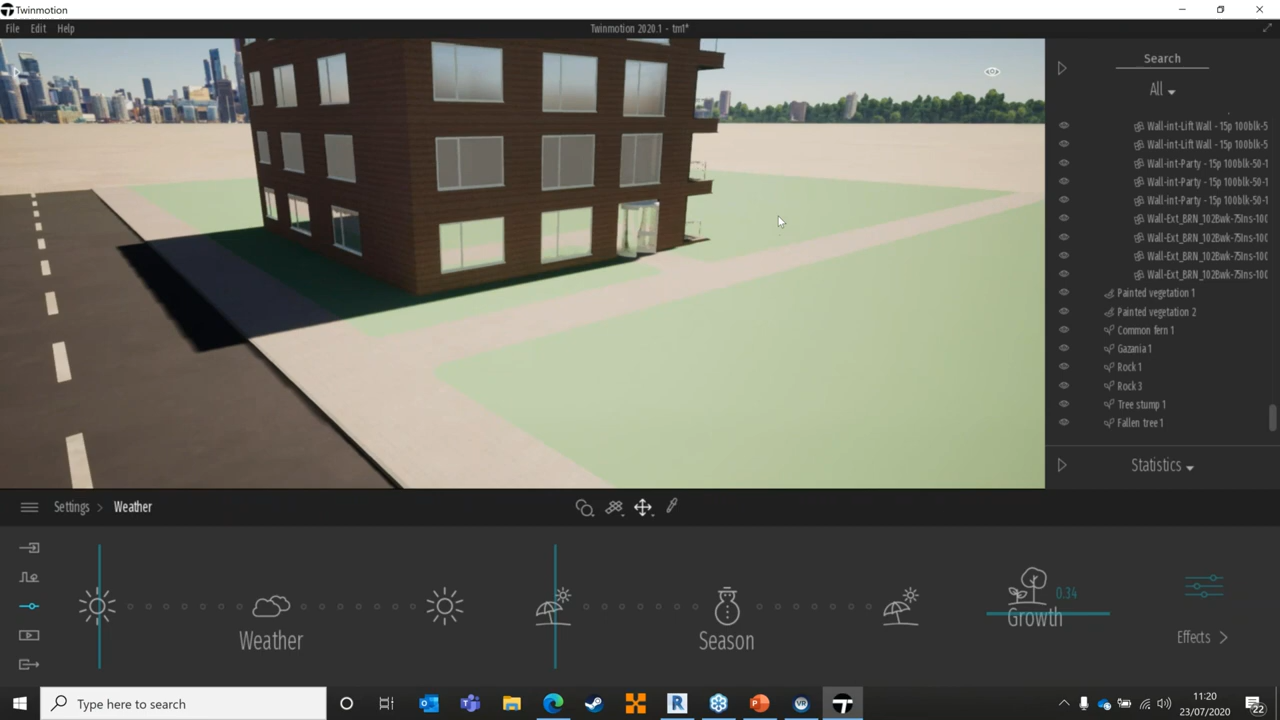 Twinmotion
File Edit Help
Twinmotion 2020.1 - tm1*
Search
All
Wall-int-Lift Wall - 15p 100blk-5
Wall-int-Lift Wall - 15p 100blk-5
Wall-int-Party - 15p 100blk-50-1
Wall-int-Party - 15p 100blk-50-1
Wall-int-Party - 15p 100blk-50-1
Wall-Ext_BRN_102Bwk-75Ins-10
Wall-Ext_BRN_102Bwk-75Ins-10
Wall-Ext_BRN_102Bwk-75Ins-10
Wall-Ext_BRN_102Bwk-75Ins-10
Painted vegetation 1
Painted vegetation 2
Common fern 1
Gazania 1
Rock 1
Rock 3
Tree stump 1
Fallen tree 1
Statistics
Settings > Weather
0.34
Growth
Weather
Season
Effects
Type here to search
11:20
23/07/2020
22